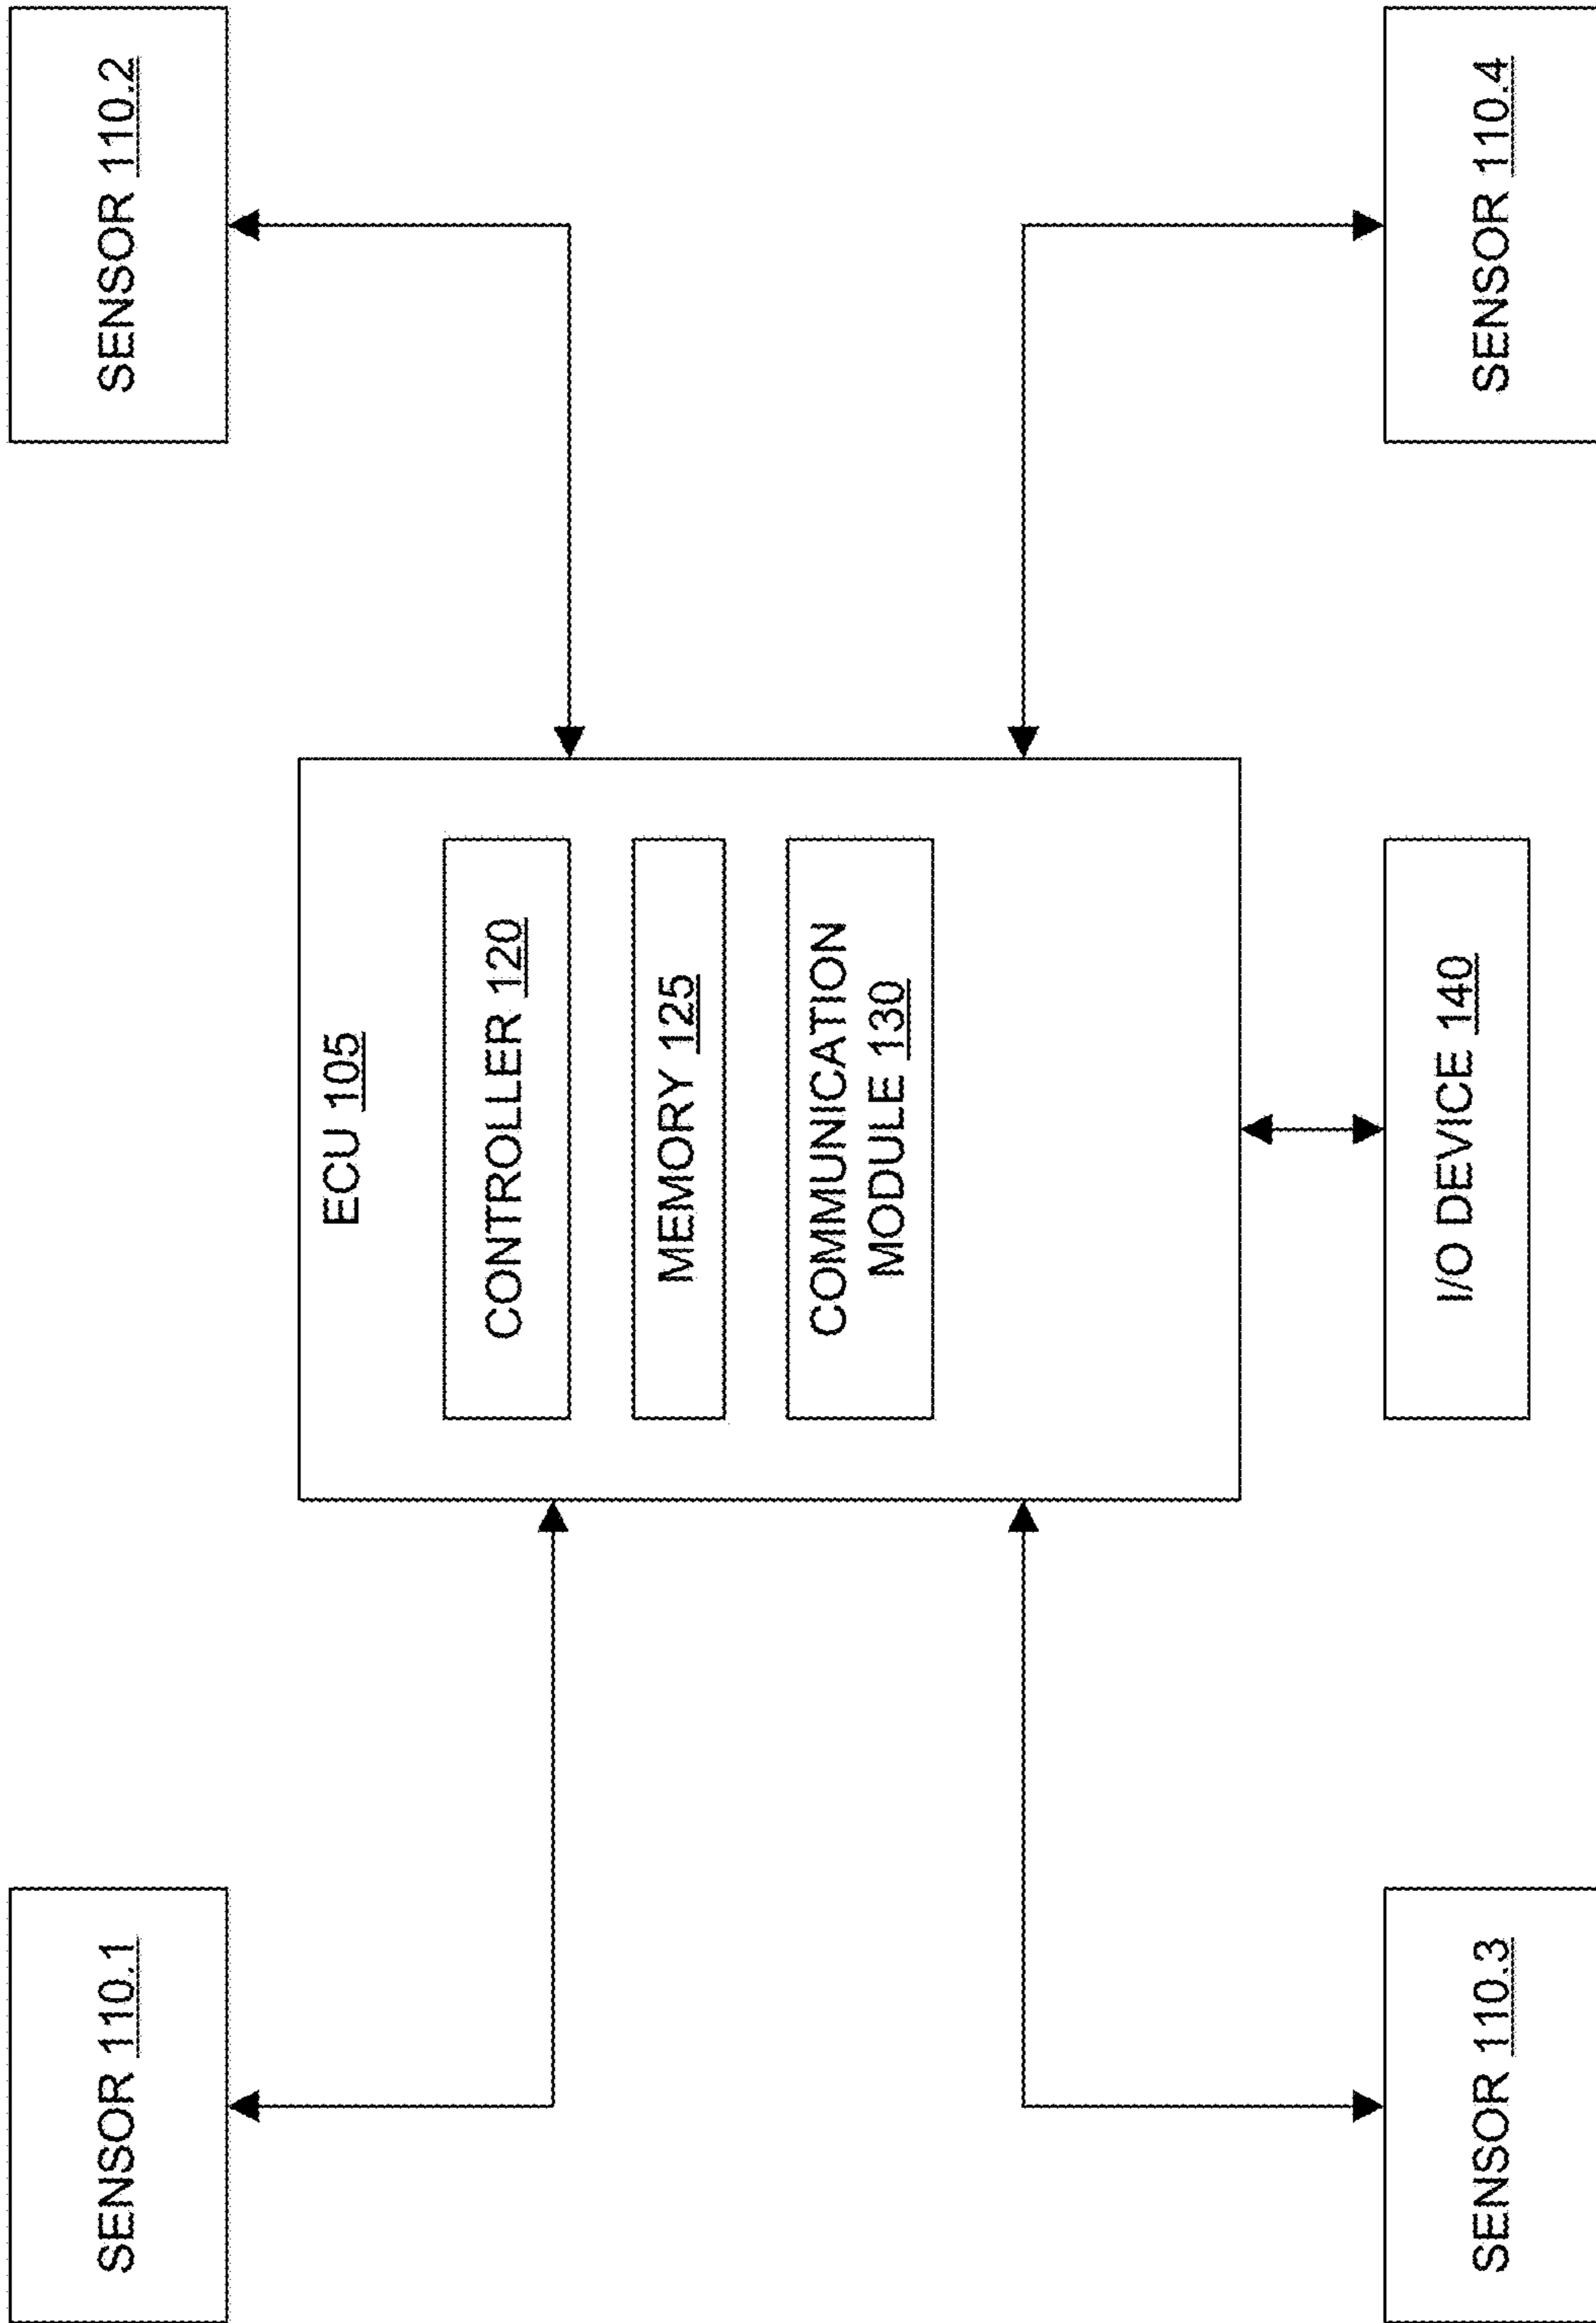 SENSOR 110.1
SENSOR 110.2
ECU 105
CONTROLLER 120
MEMORY 125
COMMUNICATION
MODULE 130
SENSOR 110.3
I/O DEVICE 140
SENSOR 110.4